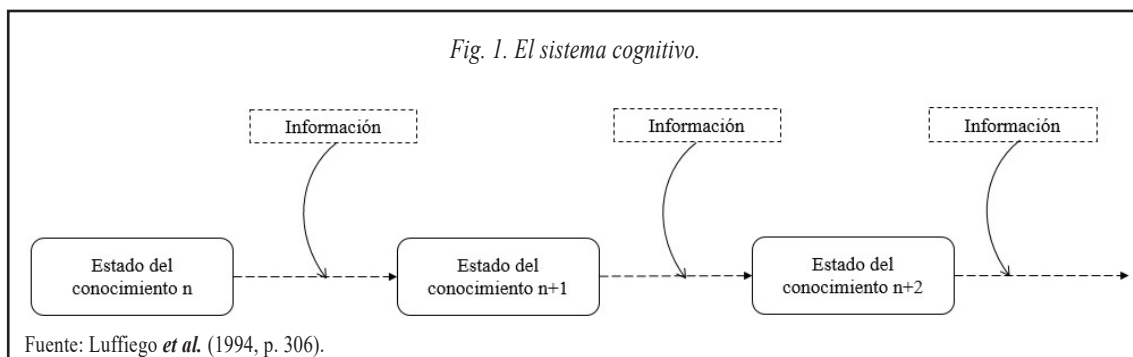 Fig. 1. El sistema cognitivo.
Información
Información
Información
Estado del
conocimiento n
Estado del
conocimiento n+1
Estado del
conocimiento n+2
Fuente: Luffiego et al. (1994, p. 306).